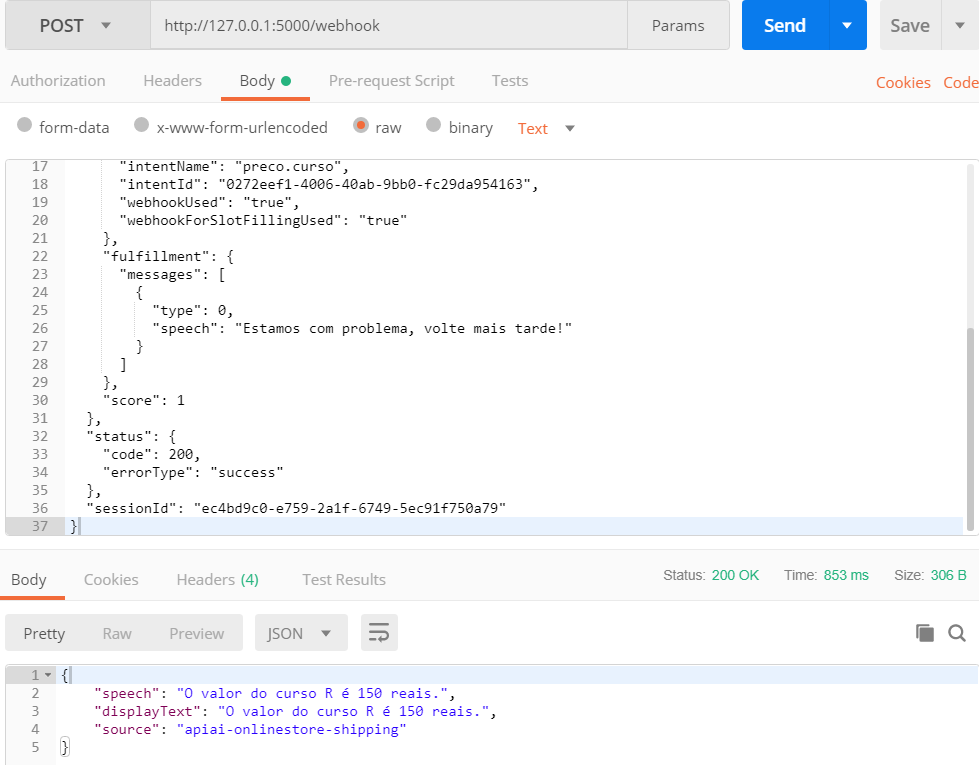 POST http://127.0.0.1:5000/webhook Params Send Save
Authorization Headers Body Pre-request Script Tests Cookies Code
form-data x-www-form-urlencoded raw binary Text
17 "intentName": "preco.curso",
18 "intentId": "0272eef1-4006-40ab-9bb0-fc29da954163",
19 "webhookUsed": "true",
20 "webhookForSlotFillingUsed": "true"
21 },
22 "fulfillment": {
23 "messages": [
24 {
25 "type": 0,
26 "speech": "Estamos com problema, volte mais tarde!"
27 }
28 ]
29 },
30 "score": 1
31 },
32 "status": {
33 "code": 200,
34 "errorType": "success"
35 },
36 "sessionId": "ec4bd9c0-e759-2a1f-6749-5ec91f750a79"
37 }
Body Cookies Headers (4) Test Results Status: 200 OK Time: 853 ms Size: 306 B
Pretty Raw Preview JSON
1 {
2 "speech": "O valor do curso R é 150 reais.",
3 "displayText": "O valor do curso R é 150 reais.",
4 "source": "apiai-onlinestore-shipping"
5 }